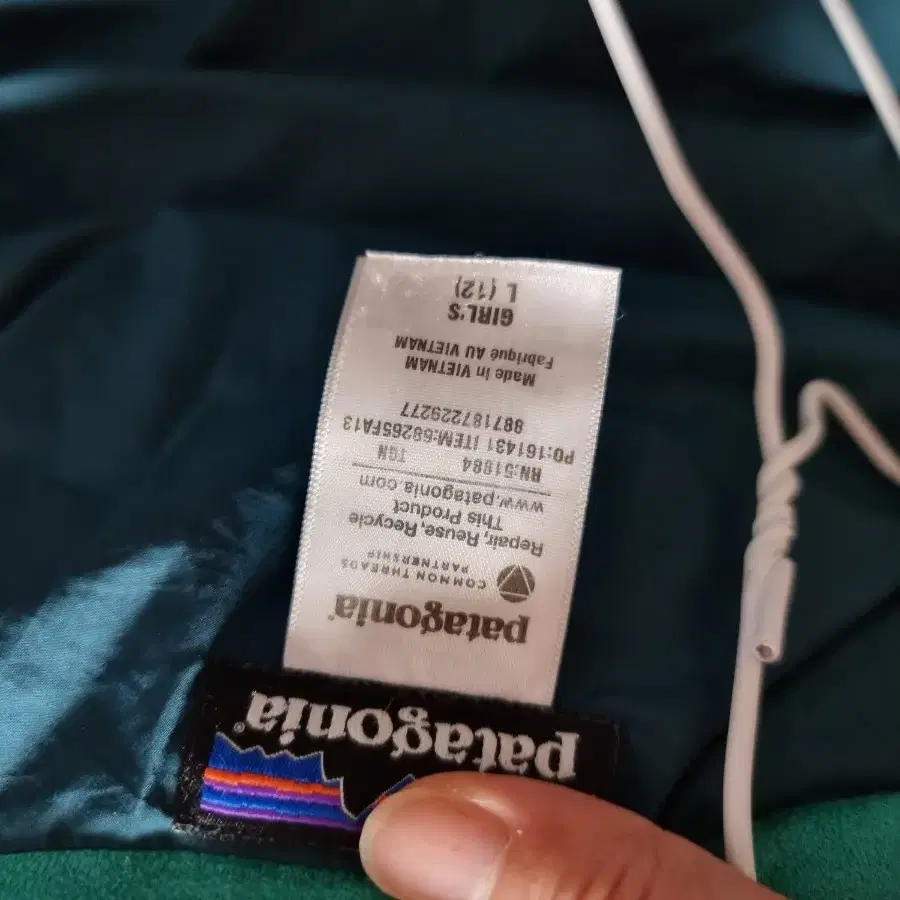 patagonia®
patagonia®
COMMON THREADS
PARTNERSHIP
Repair, Reuse, Recycle
This Product
www.patagonia.com
RN:51884 TGN
PO:161431 ITEM:68265FA13
887187229277
Made in VIETNAM
Fabriqué AU VIETNAM
GIRL'S
L (12)